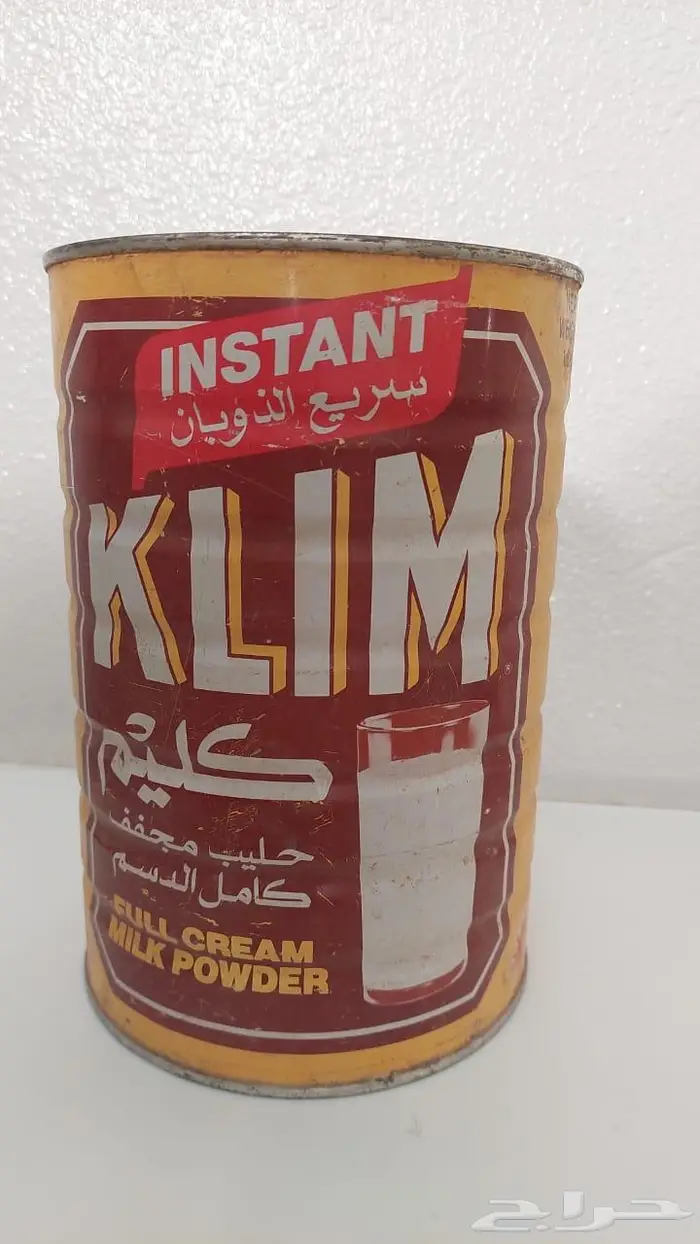 INSTANT
سريع الذوبان
KLIM
كليم
حليب مجفف
كامل الدسم
FULL CREAM
MILK POWDER
حراج